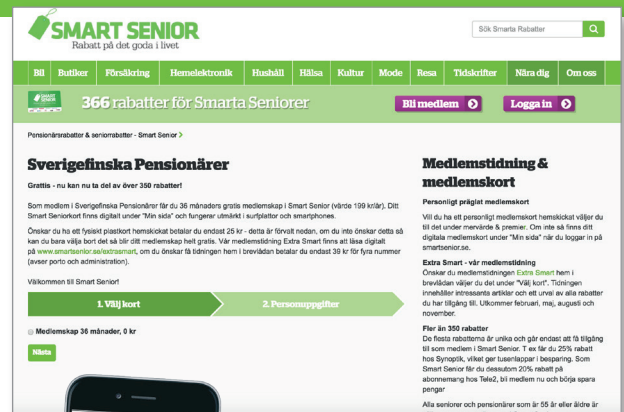 SMART SENIOR
Rabatt på det goda i livet
Sök Smarta Rabatter
Bil Butiker Försäkring Hemelektronik Hushåll Hälsa Kultur Mode Resa Tidskrifter Nära dig Om oss
366 rabatter för Smarta Seniorer
Bli medlem
Logga in
Pensionärsrabatter & seniorrabatter - Smart Senior
Sverigefinska Pensionärer
Grattis - nu kan nu ta del av över 350 rabatter!
Som medlem i Sverigefinska Pensionärer får du 36 månaders gratis medlemskap i Smart Senior (värde 199 kr/år). Ditt
Smart Seniorkort finns digitalt under "Min sida" och fungerar utmärkt i surfplattor och smartphones.
Önskar du ha ett fysiskt plastkort hemskickat betalar du endast 25 kr - detta är förvalt nedan, om du inte önskar detta så
kan du bara välja bort det så blir ditt medlemskap helt gratis. Vår medlemstidning Extra Smart finns att läsa digitalt
på www.smartsenior.se/extrasmart, om du önskar få tidningen hem i brevlådan betalar du endast 39 kr för fyra nummer
(avser porto och administration).
Välkommen till Smart Senior!
1. Välj kort
2. Personuppgifter
Medlemskap 36 månader, 0 kr
Nästa
Medlemstidning &
medlemskort
Personligt präglat medlemskort
Vill du ha ett personligt medlemskort hemskickat väljer du
till det under mervärde & premier. Om inte så finns ditt
digitala medlemskort under "Min sida" når du loggar in på
smartsenior.se.
Extra Smart - vår medlemstidning
Önskar du medlemstidningen Extra Smart hem i
brevlådan väljer du det under "Välj kort". Tidningen
innehåller intressanta artiklar och ett urval av alla rabatter
du har tillgång till. Utkommer februari, maj, augusti och
november.
Fler än 350 rabatter
De flesta rabatterna är unika och går endast att få tillgång
till som medlem i Smart Senior. T ex får du 25% rabatt
hos Synoptik, vilket ger tusenlappar i besparing. Som
Smart Senior får du dessutom 20% rabatt på
abonnemang hos Tele2, bli medlem nu och börja spara
pengar
Alla seniorer och pensionärer som är 55 år eller äldre är